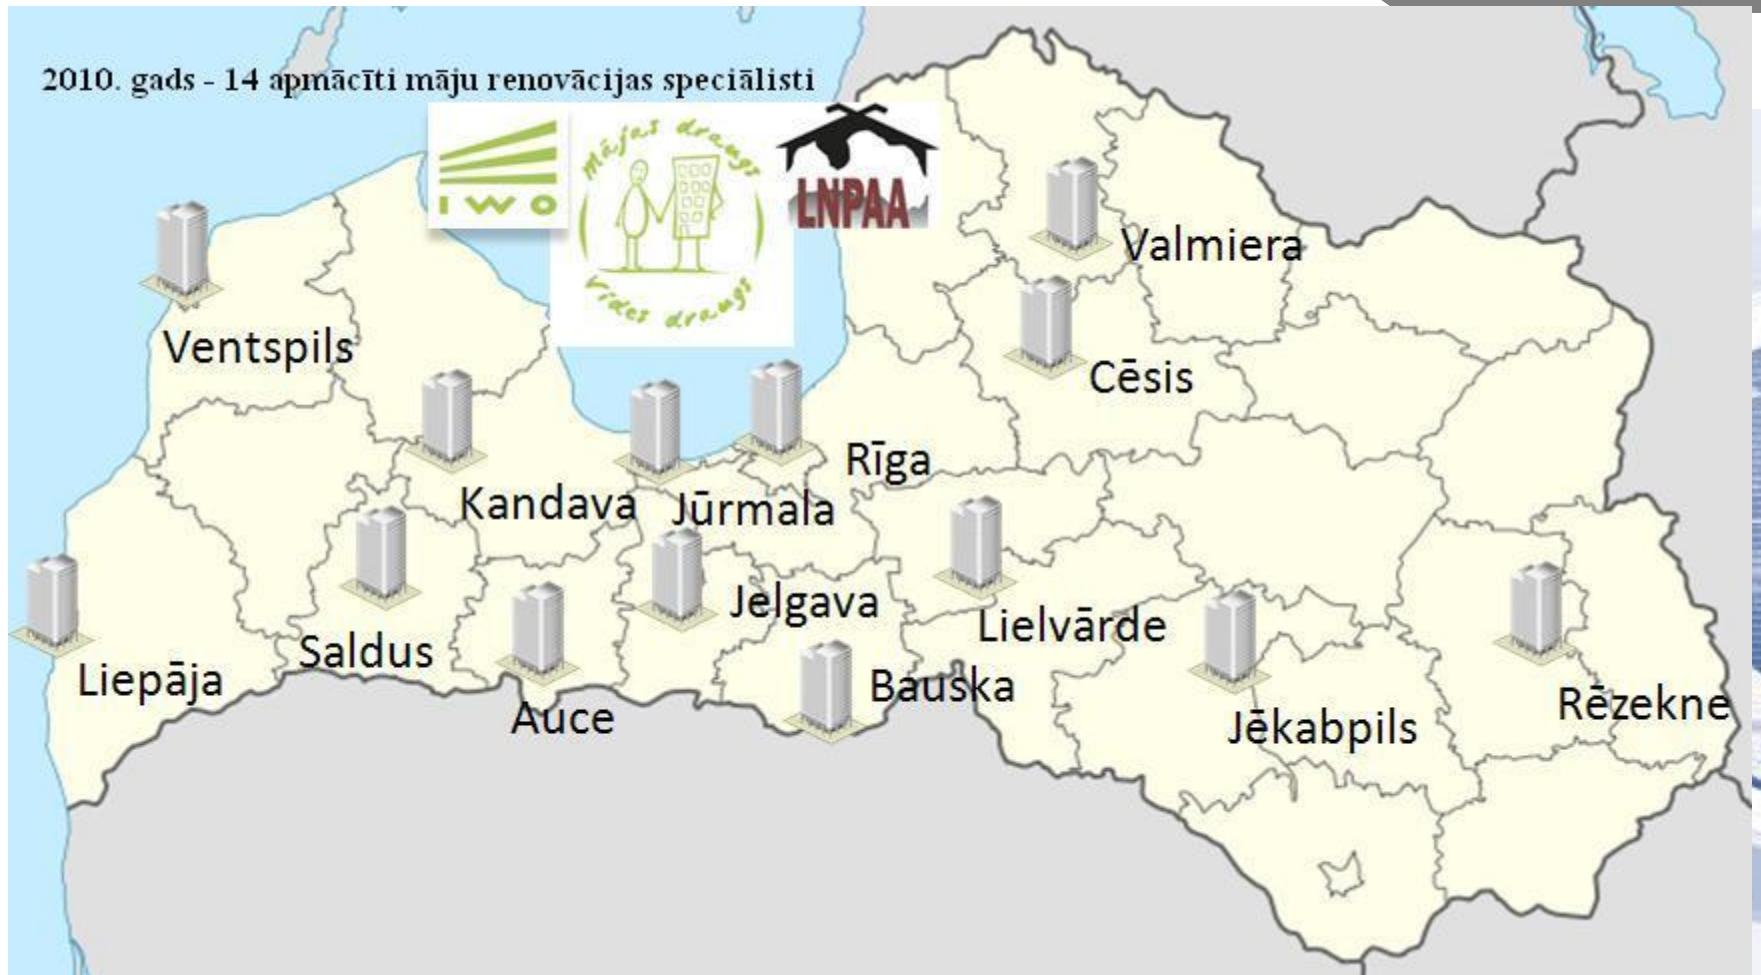 2010. gads - 14 apmācīti māju renovācijas speciālisti
IWO
mājas draugs
vides draugs
LNPAA
Valmiera
Ventspils
Cēsis
Rīga
Kandava
Jūrmala
Jelgava
Lielvārde
Saldus
Liepāja
Bauska
Auce
Jēkabpils
Rēzekne